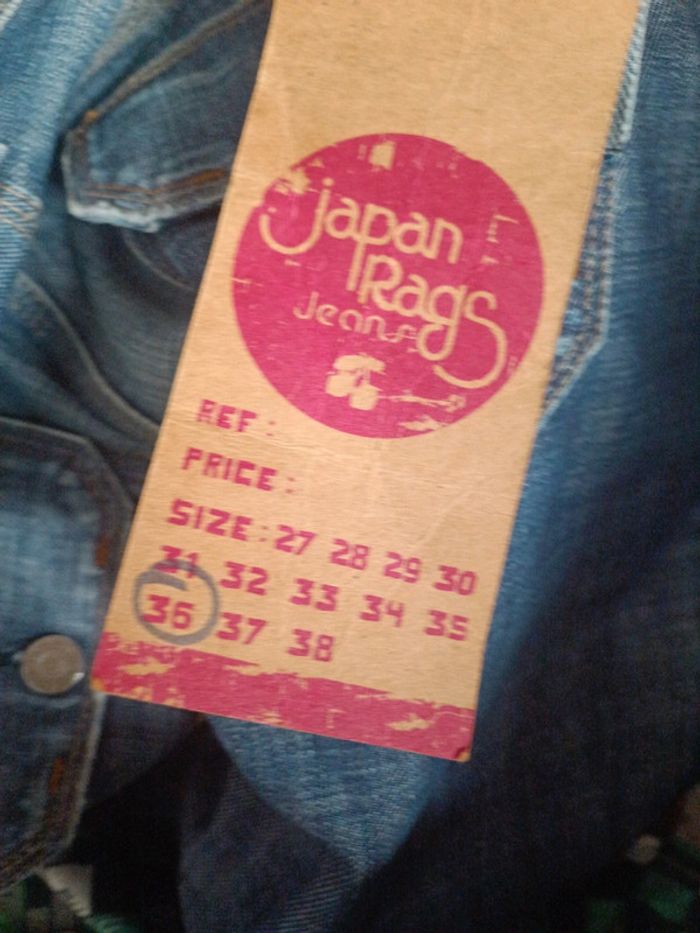 Japan
Rags
Jeans
REF :
PRICE :
SIZE : 27 28 29 30
31 32 33 34 35
36 37 38